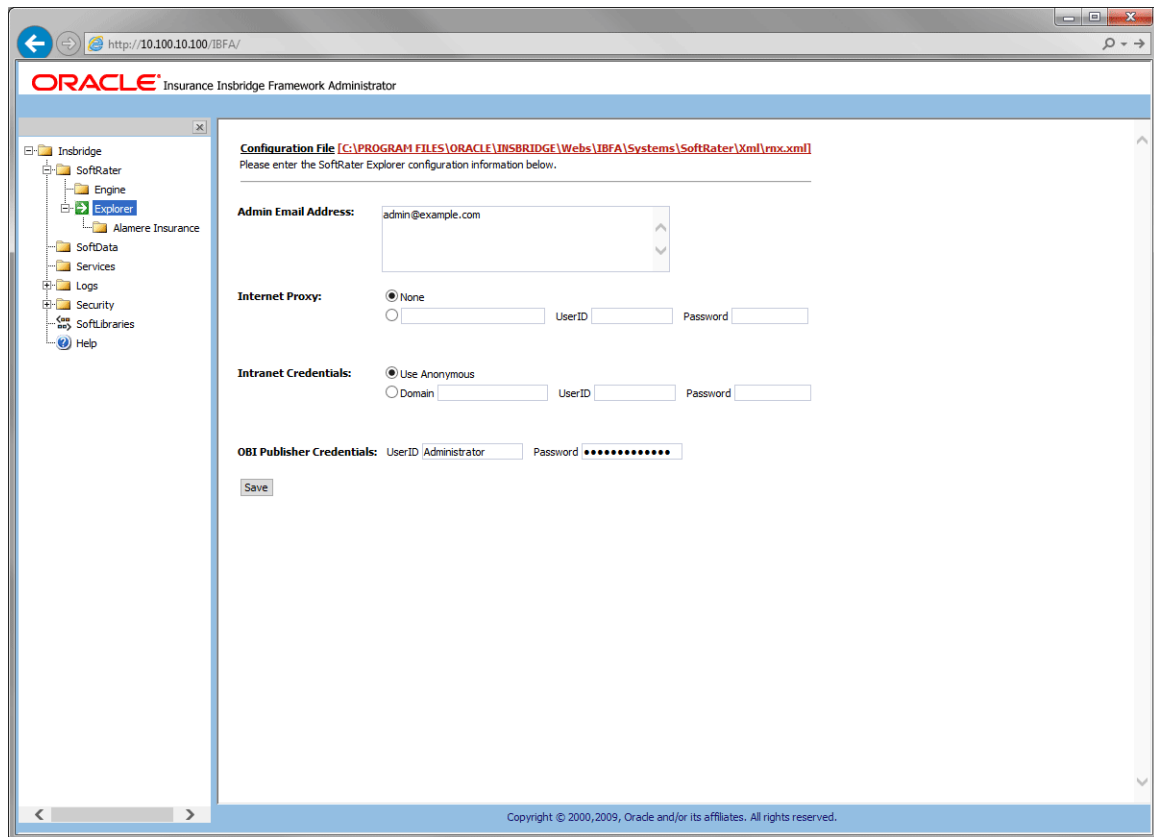 http://10.100.10.100/IBFA/
ORACLE Insurance Insbridge Framework Administrator
Insbridge
SoftRater
Engine
Explorer
Alamere Insurance
SoftData
Services
Logs
Security
SoftLibraries
Help
Configuration File [C:\PROGRAM FILES\ORACLE\INSBRIDGE\Webs\IBFA\Systems\SoftRater\Xml\rnx.xml]
Please enter the SoftRater Explorer configuration information below.
Admin Email Address: admin@example.com
Internet Proxy: None
UserID Password
Intranet Credentials: Use Anonymous
Domain UserID Password
OBI Publisher Credentials: UserID Administrator Password •••••••••••••
Save
Copyright © 2000,2009, Oracle and/or its affiliates. All rights reserved.